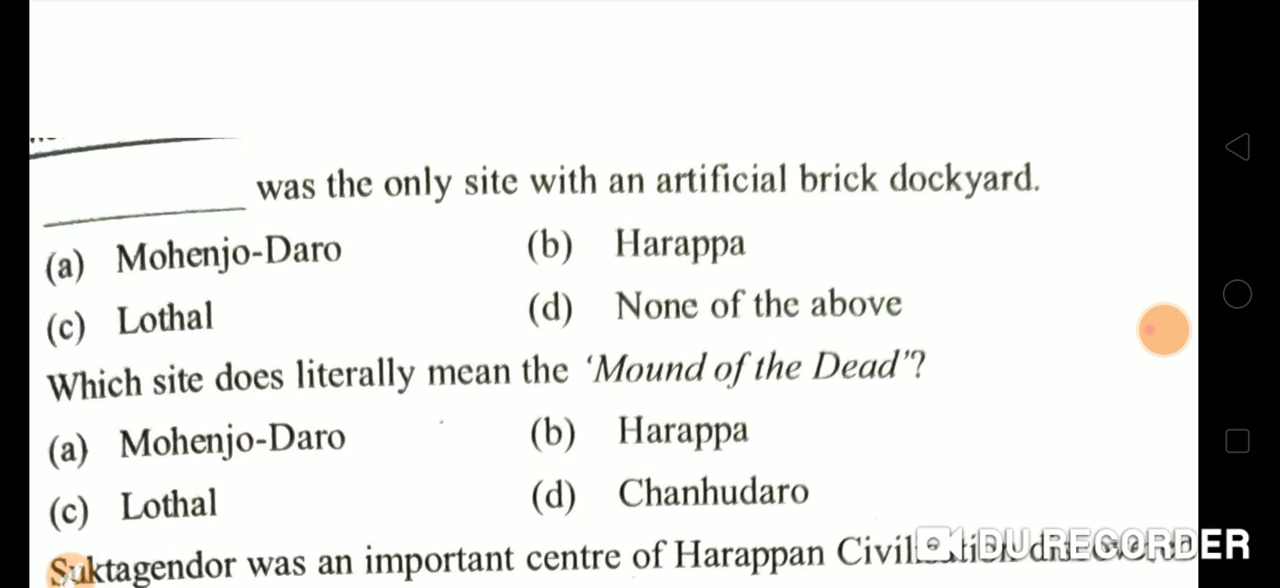 was the only site with an artificial brick dockyard.
(a) Mohenjo-Daro (b) Harappa
(c) Lothal (d) None of the above
Which site does literally mean the 'Mound of the Dead'?
(a) Mohenjo-Daro (b) Harappa
(c) Lothal (d) Chanhudaro
Suktagendor was an important centre of Harappan
DU RECORDER